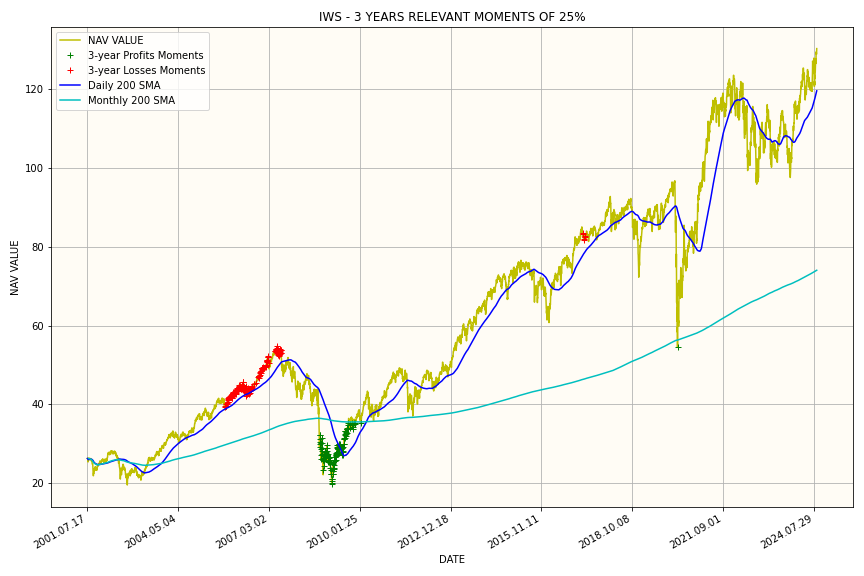 IWS - 3 YEARS RELEVANT MOMENTS OF 25%
NAV VALUE
3-year Profits Moments
3-year Losses Moments
Daily 200 SMA
Monthly 200 SMA
NAV VALUE
120
100
80
60
40
20
2001.07.17
2004.05.04
2007.03.02
2010.01.25
2012.12.18
2015.11.11
2018.10.08
2021.09.01
2024.07.29
DATE